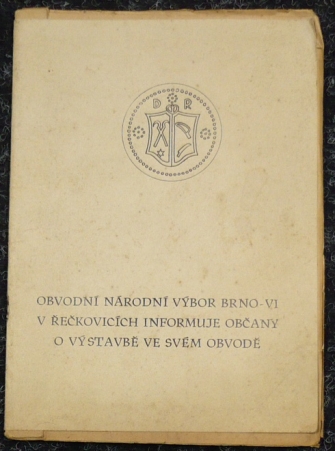 D R
OBVODNÍ NÁRODNÍ VÝBOR BRNO-VI
V ŘEČKOVICÍCH INFORMUJE OBČANY
O VÝSTAVBĚ VE SVÉM OBVODĚ